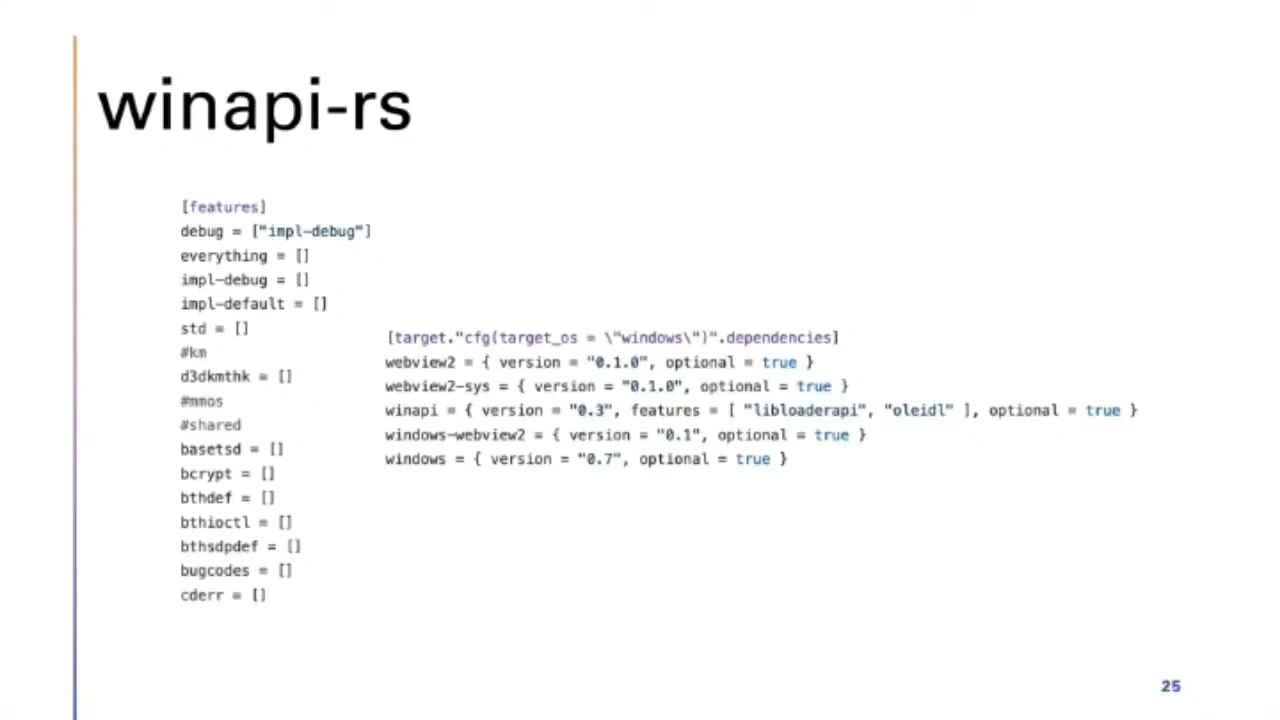 winapi-rs
[features]
debug = ["impl-debug"]
everything = []
impl-debug = []
impl-default = []
std = []
#km
d3dkmthk = []
#mmos
#shared
basetsd = []
bcrypt = []
bthdef = []
bthioctl = []
bthsdpdef = []
bugcodes = []
cderr = []
[target."cfg(target_os = \"windows\")".dependencies]
webview2 = { version = "0.1.0", optional = true }
webview2-sys = { version = "0.1.0", optional = true }
winapi = { version = "0.3", features = [ "libloaderapi", "oleidl" ], optional = true }
windows-webview2 = { version = "0.1", optional = true }
windows = { version = "0.7", optional = true }
25